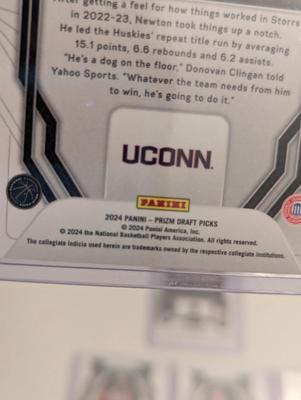 After getting a feel for how things worked in Storrs
in 2022-23, Newton took things up a notch.
He led the Huskies' repeat title run by averaging
15.1 points, 6.6 rebounds and 6.2 assists.
"He's a dog on the floor," Donovan Clingan told
Yahoo Sports. "Whatever the team needs from him
to win, he's going to do it."
UCONN
PANINI
2024 PANINI – PRIZM DRAFT PICKS
© 2024 Panini America, Inc.
© 2024 the National Basketball Players Association. All rights reserved.
The collegiate indicia used herein are trademarks owned by the respective collegiate institutions.